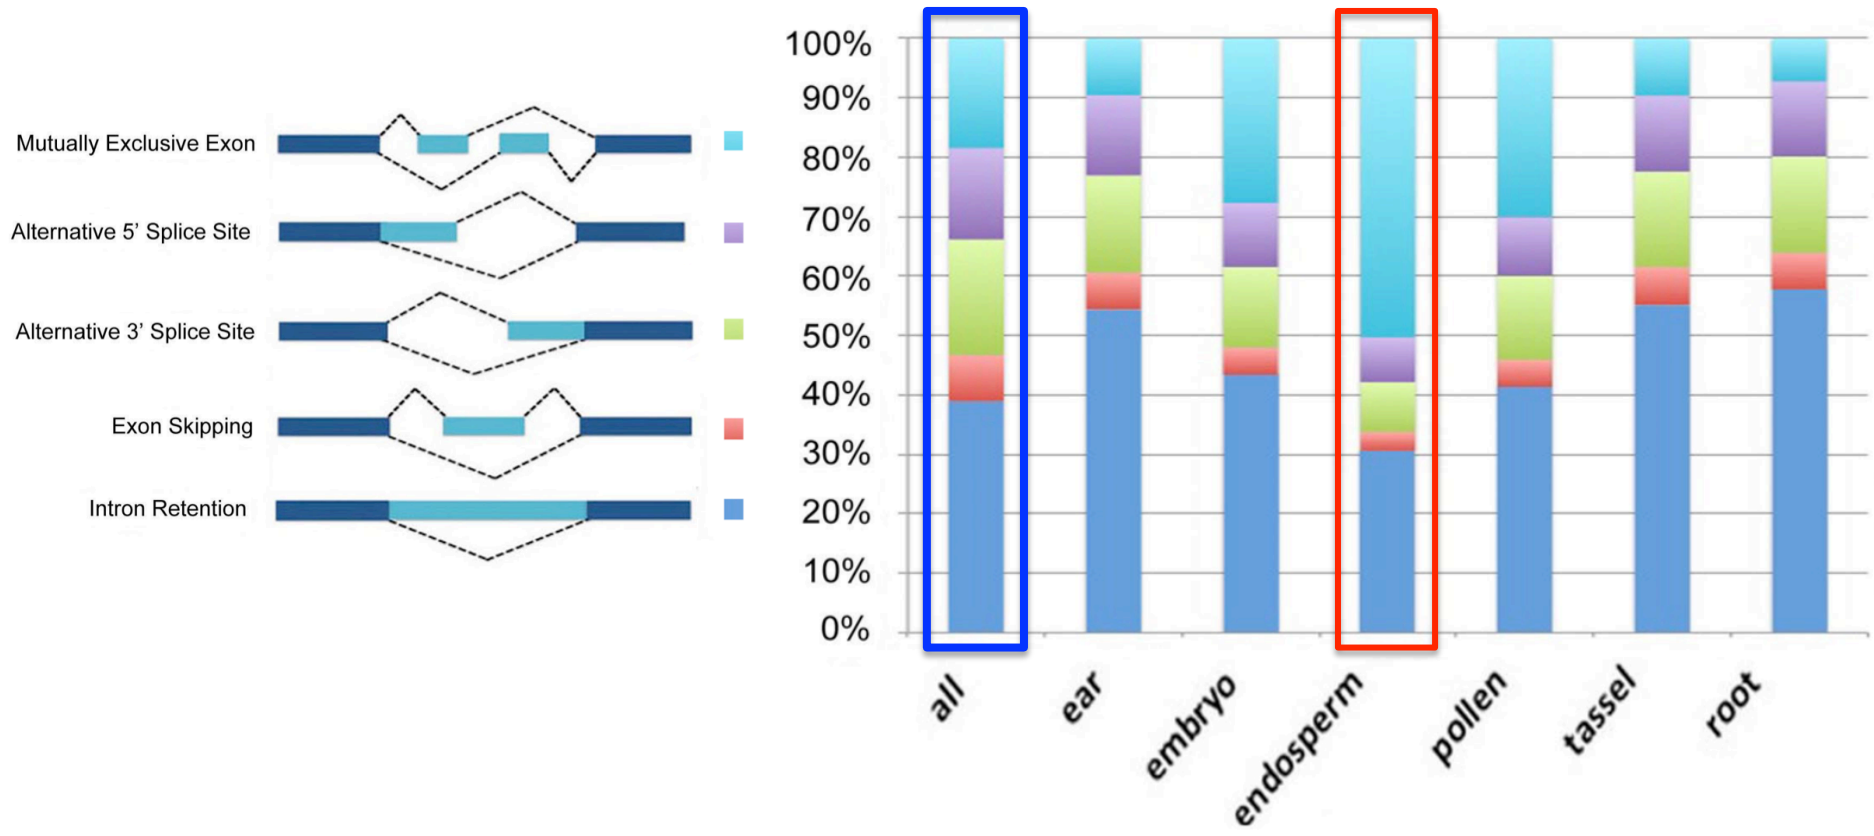 Mutually Exclusive Exon
Alternative 5’ Splice Site
Alternative 3’ Splice Site
Exon Skipping
Intron Retention
100%
90%
80%
70%
60%
50%
40%
30%
20%
10%
0%
all
ear
embryo
endosperm
pollen
tassel
root